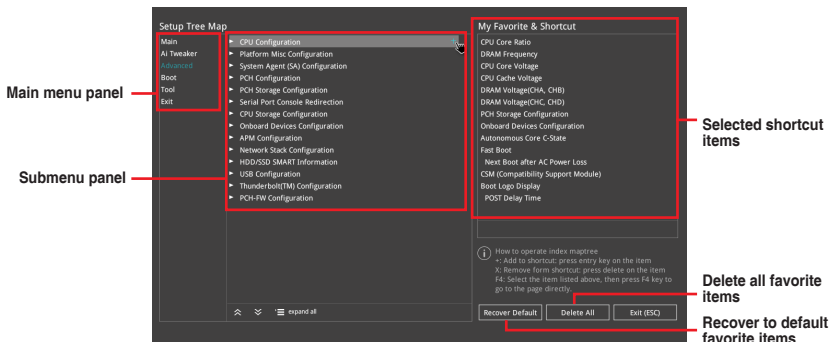 Setup Tree Map
Main
Ai Tweaker
Advanced
Boot
Tool
Exit
CPU Configuration
Platform Misc Configuration
System Agent (SA) Configuration
PCH Configuration
PCH Storage Configuration
Serial Port Console Redirection
CPU Storage Configuration
Onboard Devices Configuration
APM Configuration
Network Stack Configuration
HDD/SSD SMART Information
USB Configuration
Thunderbolt(TM) Configuration
PCH-FW Configuration
expand all
My Favorite & Shortcut
CPU Core Ratio
DRAM Frequency
CPU Core Voltage
CPU Cache Voltage
DRAM Voltage(CHA, CHB)
DRAM Voltage(CHC, CHD)
PCH Storage Configuration
Onboard Devices Configuration
Autonomous Core C-State
Fast Boot
Next Boot after AC Power Loss
CSM (Compatibility Support Module)
Boot Logo Display
POST Delay Time
How to operate index maptree
+: Add to shortcut: press entry key on the item
X: Remove form shortcut: press delete on the item
F4: Select the item listed above, then press F4 key to
go to the page directly.
Recover Default
Delete All
Exit (ESC)
Main menu panel
Submenu panel
Selected shortcut
items
Delete all favorite
items
Recover to default
favorite items